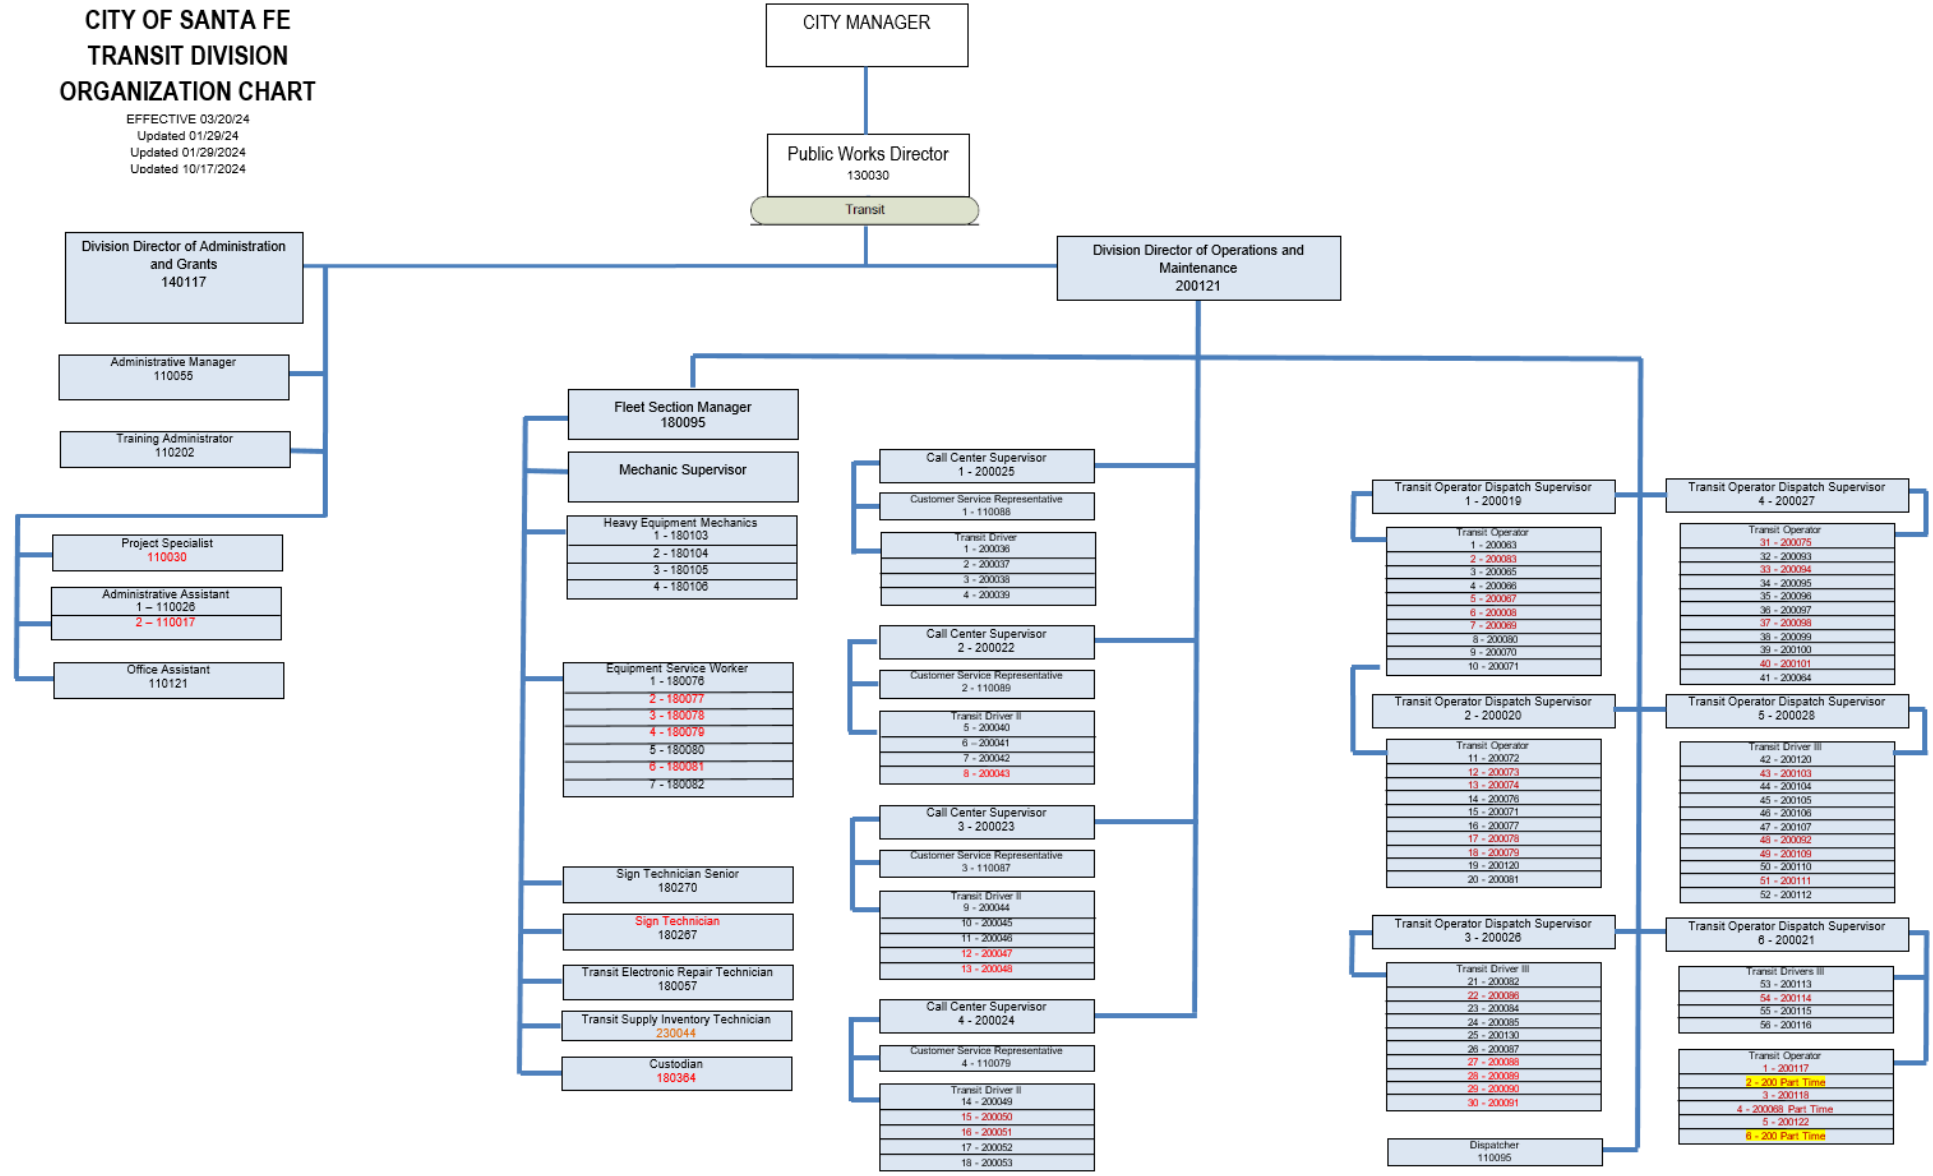 CITY OF SANTA FE
TRANSIT DIVISION
ORGANIZATION CHART
EFFECTIVE 03/20/24
Updated 01/29/24
Updated 01/29/2024
Updated 10/17/2024
CITY MANAGER
Public Works Director
130030
Transit
Division Director of Administration
and Grants
140117
Administrative Manager
110055
Training Administrator
110202
Project Specialist
110030
Administrative Assistant
1 – 110026
2 – 110017
Office Assistant
110121
Division Director of Operations and
Maintenance
200121
Fleet Section Manager
180095
Mechanic Supervisor
Heavy Equipment Mechanics
1 - 180103
2 - 180104
3 - 180105
4 - 180106
Equipment Service Worker
1 - 180076
2 - 180077
3 - 180078
4 - 180079
5 - 180080
6 - 180081
7 - 180082
Sign Technician Senior
180270
Sign Technician
180267
Transit Electronic Repair Technician
180057
Transit Supply Inventory Technician
230044
Custodian
180364
Call Center Supervisor
1 - 200025
Customer Service Representative
1 - 110088
Transit Driver
1 - 200036
2 - 200037
3 - 200038
4 - 200039
Call Center Supervisor
2 - 200022
Customer Service Representative
2 - 110089
Transit Driver II
5 - 200040
6 – 200041
7 - 200042
8 - 200043
Call Center Supervisor
3 - 200023
Customer Service Representative
3 - 110087
Transit Driver II
9 - 200044
10 - 200045
11 - 200046
12 - 200047
13 - 200048
Call Center Supervisor
4 - 200024
Customer Service Representative
4 - 110079
Transit Driver II
14 - 200049
15 - 200050
16 - 200051
17 - 200052
18 - 200053
Transit Operator Dispatch Supervisor
1 - 200019
Transit Operator
1 - 200063
2 - 200083
3 - 200065
4 - 200066
5 - 200067
6 - 200008
7 - 200069
8 - 200080
9 - 200070
10 - 200071
Transit Operator Dispatch Supervisor
2 - 200020
Transit Operator
11 - 200072
12 - 200073
13 - 200074
14 - 200076
15 - 200071
16 - 200077
17 - 200078
18 - 200079
19 - 200120
20 - 200081
Transit Operator Dispatch Supervisor
3 - 200026
Transit Driver III
21 - 200082
22 - 200086
23 - 200084
24 - 200085
25 - 200130
26 - 200087
27 - 200088
28 - 200089
29 - 200090
30 - 200091
Dispatcher
110095
Transit Operator Dispatch Supervisor
4 - 200027
Transit Operator
31 - 200075
32 - 200093
33 - 200094
34 - 200095
35 - 200096
36 - 200097
37 - 200098
38 - 200099
39 - 200100
40 - 200101
41 - 200064
Transit Operator Dispatch Supervisor
5 - 200028
Transit Driver III
42 - 200120
43 - 200103
44 - 200104
45 - 200105
46 - 200106
47 - 200107
48 - 200092
49 - 200109
50 - 200110
51 - 200111
52 - 200112
Transit Operator Dispatch Supervisor
6 - 200021
Transit Drivers III
53 - 200113
54 - 200114
55 - 200115
56 - 200116
Transit Operator
1 - 200117
2 - 200 Part Time
3 - 200118
4 - 200068 Part Time
5 - 200122
6 - 200 Part Time